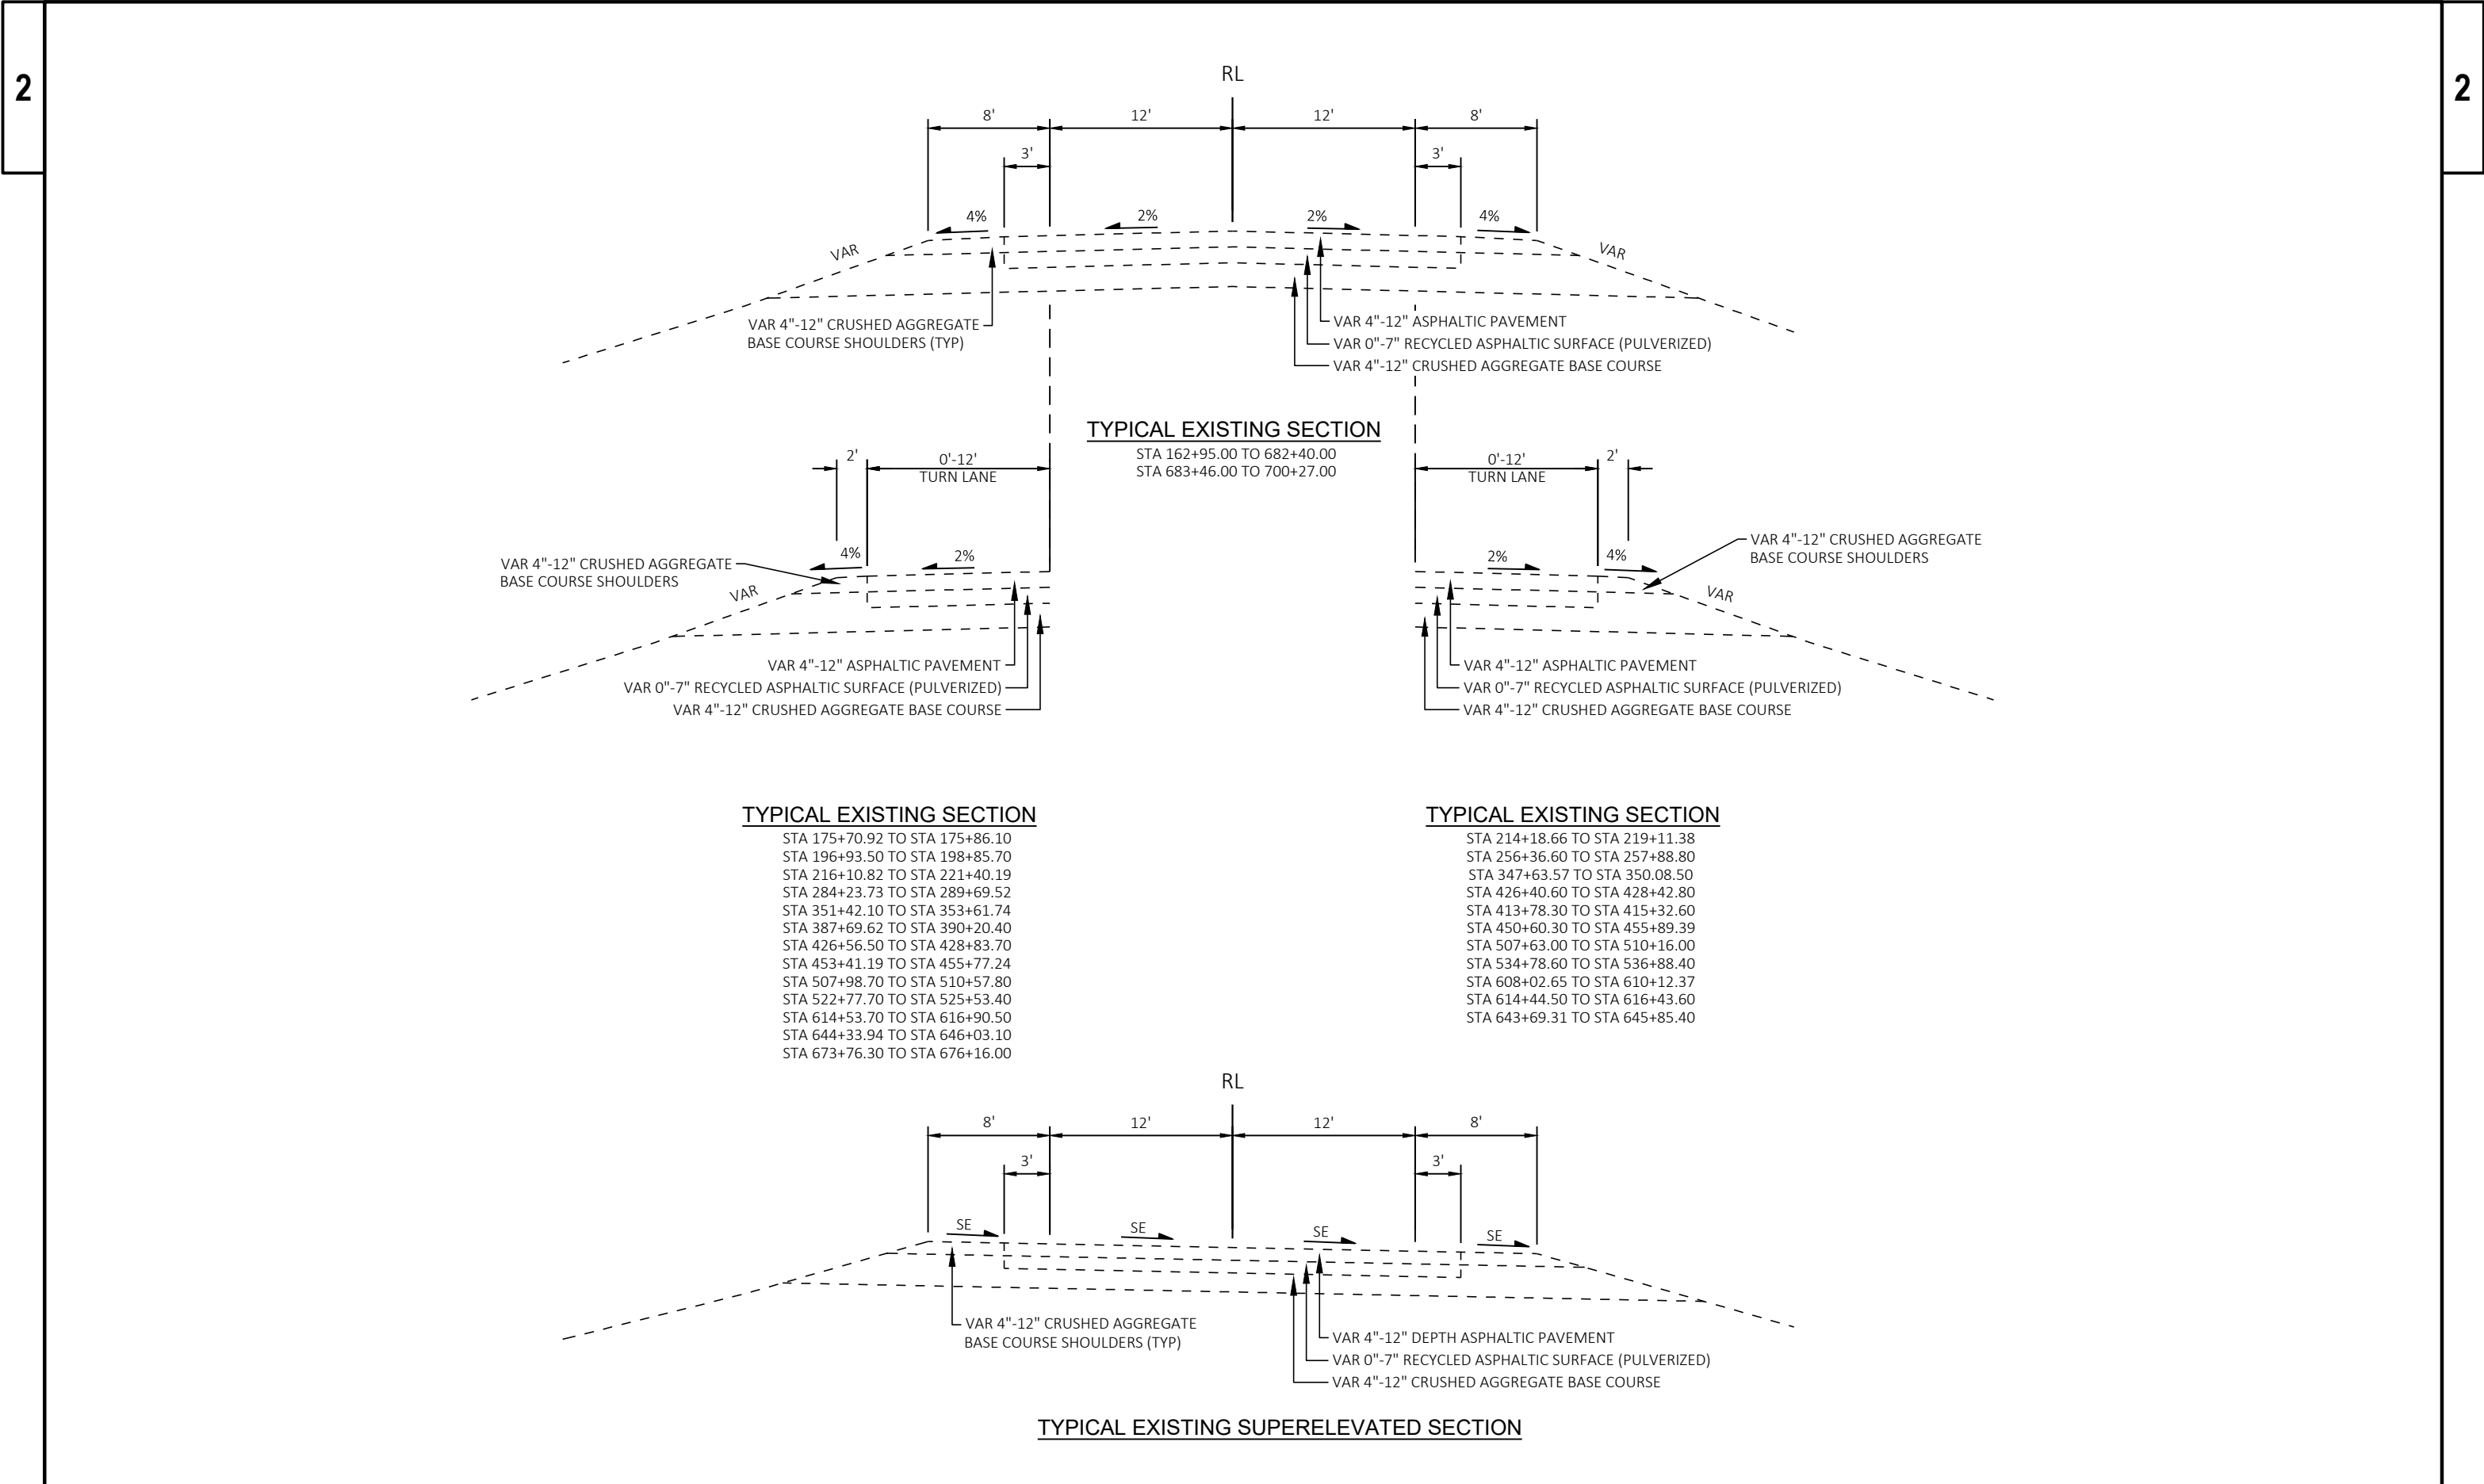 2
2
RL
8'
12'
12'
8'
3'
3'
4%
2%
2%
4%
VAR
VAR
VAR 4"-12" CRUSHED AGGREGATE
BASE COURSE SHOULDERS (TYP)
VAR 4"-12" ASPHALTIC PAVEMENT
VAR 0"-7" RECYCLED ASPHALTIC SURFACE (PULVERIZED)
VAR 4"-12" CRUSHED AGGREGATE BASE COURSE
TYPICAL EXISTING SECTION
STA 162+95.00 TO 682+40.00
STA 683+46.00 TO 700+27.00
2'
0'-12'
TURN LANE
0'-12'
TURN LANE
2'
VAR 4"-12" CRUSHED AGGREGATE
BASE COURSE SHOULDERS
4%
2%
VAR
2%
4%
VAR
VAR 4"-12" CRUSHED AGGREGATE
BASE COURSE SHOULDERS
VAR 4"-12" ASPHALTIC PAVEMENT
VAR 0"-7" RECYCLED ASPHALTIC SURFACE (PULVERIZED)
VAR 4"-12" CRUSHED AGGREGATE BASE COURSE
VAR 4"-12" ASPHALTIC PAVEMENT
VAR 0"-7" RECYCLED ASPHALTIC SURFACE (PULVERIZED)
VAR 4"-12" CRUSHED AGGREGATE BASE COURSE
TYPICAL EXISTING SECTION
STA 175+70.92 TO STA 175+86.10
STA 196+93.50 TO STA 198+85.70
STA 216+10.82 TO STA 221+40.19
STA 284+23.73 TO STA 289+69.52
STA 351+42.10 TO STA 353+61.74
STA 387+69.62 TO STA 390+20.40
STA 426+56.50 TO STA 428+83.70
STA 453+41.19 TO STA 455+77.24
STA 507+98.70 TO STA 510+57.80
STA 522+77.70 TO STA 525+53.40
STA 614+53.70 TO STA 616+90.50
STA 644+33.94 TO STA 646+03.10
STA 673+76.30 TO STA 676+16.00
TYPICAL EXISTING SECTION
STA 214+18.66 TO STA 219+11.38
STA 256+36.60 TO STA 257+88.80
STA 347+63.57 TO STA 350.08.50
STA 426+40.60 TO STA 428+42.80
STA 413+78.30 TO STA 415+32.60
STA 450+60.30 TO STA 455+89.39
STA 507+63.00 TO STA 510+16.00
STA 534+78.60 TO STA 536+88.40
STA 608+02.65 TO STA 610+12.37
STA 614+44.50 TO STA 616+43.60
STA 643+69.31 TO STA 645+85.40
RL
8'
12'
12'
8'
3'
3'
SE
SE
SE
SE
VAR 4"-12" CRUSHED AGGREGATE
BASE COURSE SHOULDERS (TYP)
VAR 4"-12" DEPTH ASPHALTIC PAVEMENT
VAR 0"-7" RECYCLED ASPHALTIC SURFACE (PULVERIZED)
VAR 4"-12" CRUSHED AGGREGATE BASE COURSE
TYPICAL EXISTING SUPERELEVATED SECTION